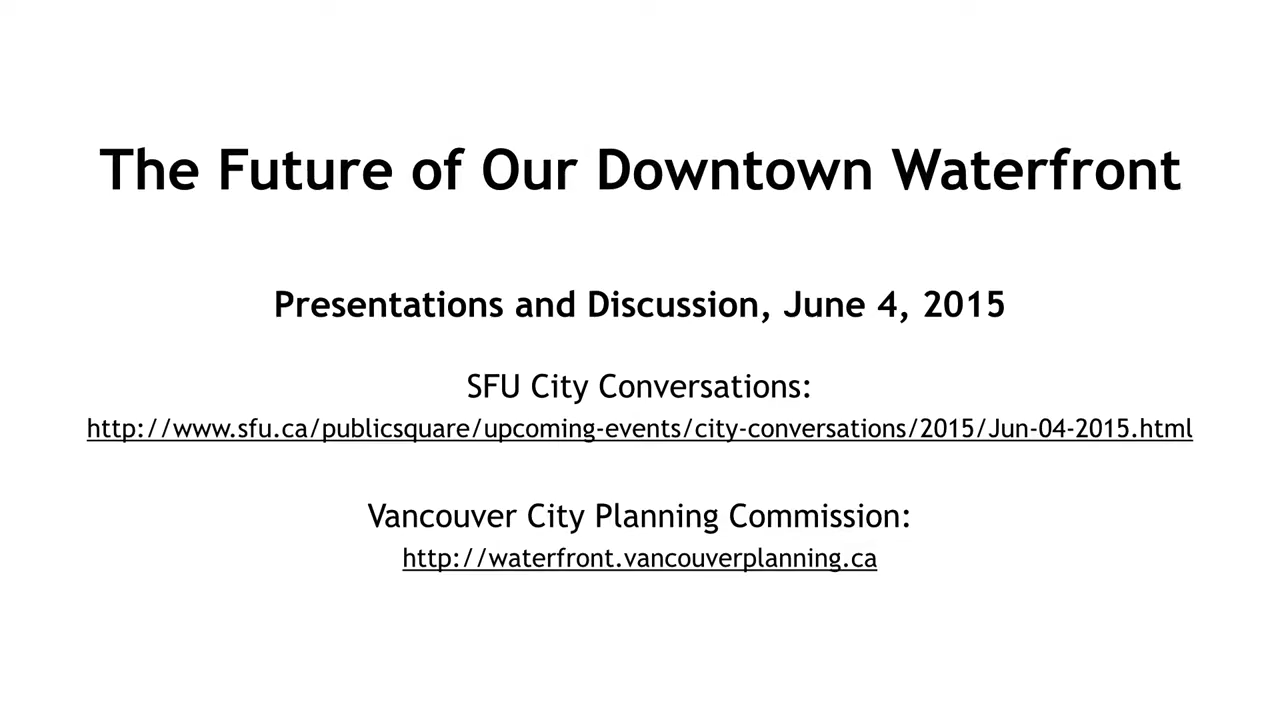 The Future of Our Downtown Waterfront
Presentations and Discussion, June 4, 2015
SFU City Conversations:
http://www.sfu.ca/publicsquare/upcoming-events/city-conversations/2015/Jun-04-2015.html
Vancouver City Planning Commission:
http://waterfront.vancouverplanning.ca